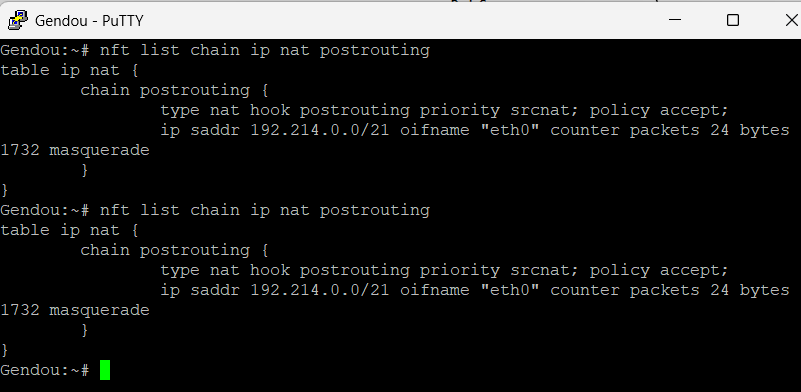 Gendou - PuTTY
Gendou:~# nft list chain ip nat postrouting
table ip nat {
        chain postrouting {
                type nat hook postrouting priority srcnat; policy accept;
                ip saddr 192.214.0.0/21 oifname "eth0" counter packets 24 bytes
1732 masquerade
        }
}
Gendou:~# nft list chain ip nat postrouting
table ip nat {
        chain postrouting {
                type nat hook postrouting priority srcnat; policy accept;
                ip saddr 192.214.0.0/21 oifname "eth0" counter packets 24 bytes
1732 masquerade
        }
}
Gendou:~#